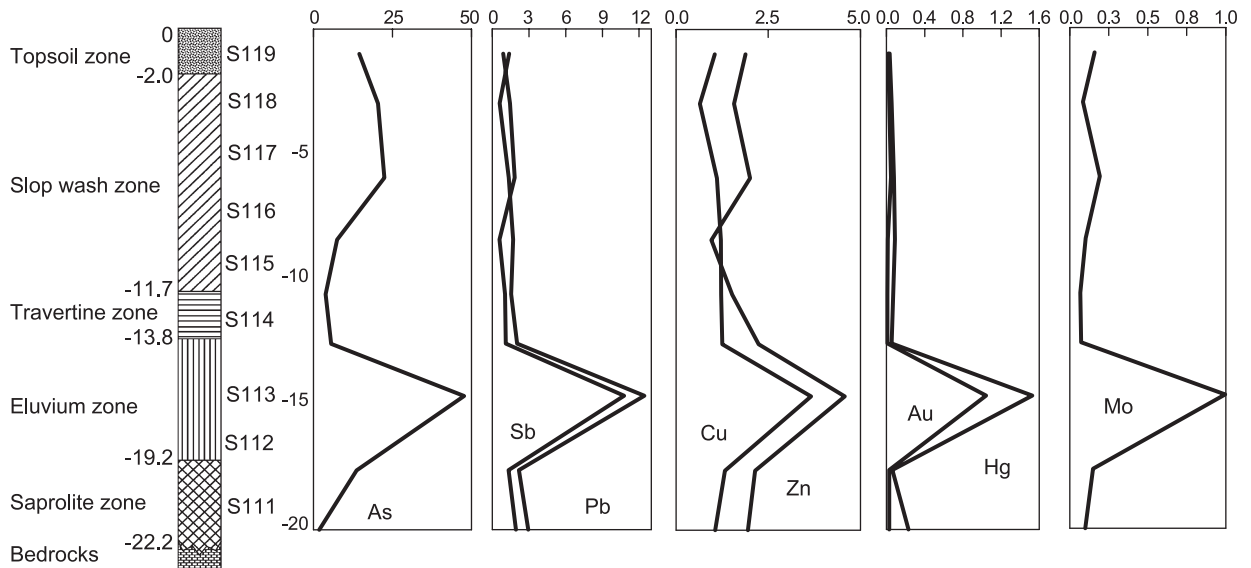 0 25 50 0 3 6 9 12 0.0 2.5 5.0 0 0.4 0.8 1.2 1.6 0.0 0.3 0.5 0.8 1.0
0
Topsoil zone S119
-2.0
S118
-5
S117
Slop wash zone
S116
S115
-10
-11.7
Travertine zone S114
-13.8
S113
-15
Eluvium zone Sb Cu Au Mo
S112
-19.2
Hg
Zn
Saprolite zone S111 As Pb
-20
-22.2
Bedrocks